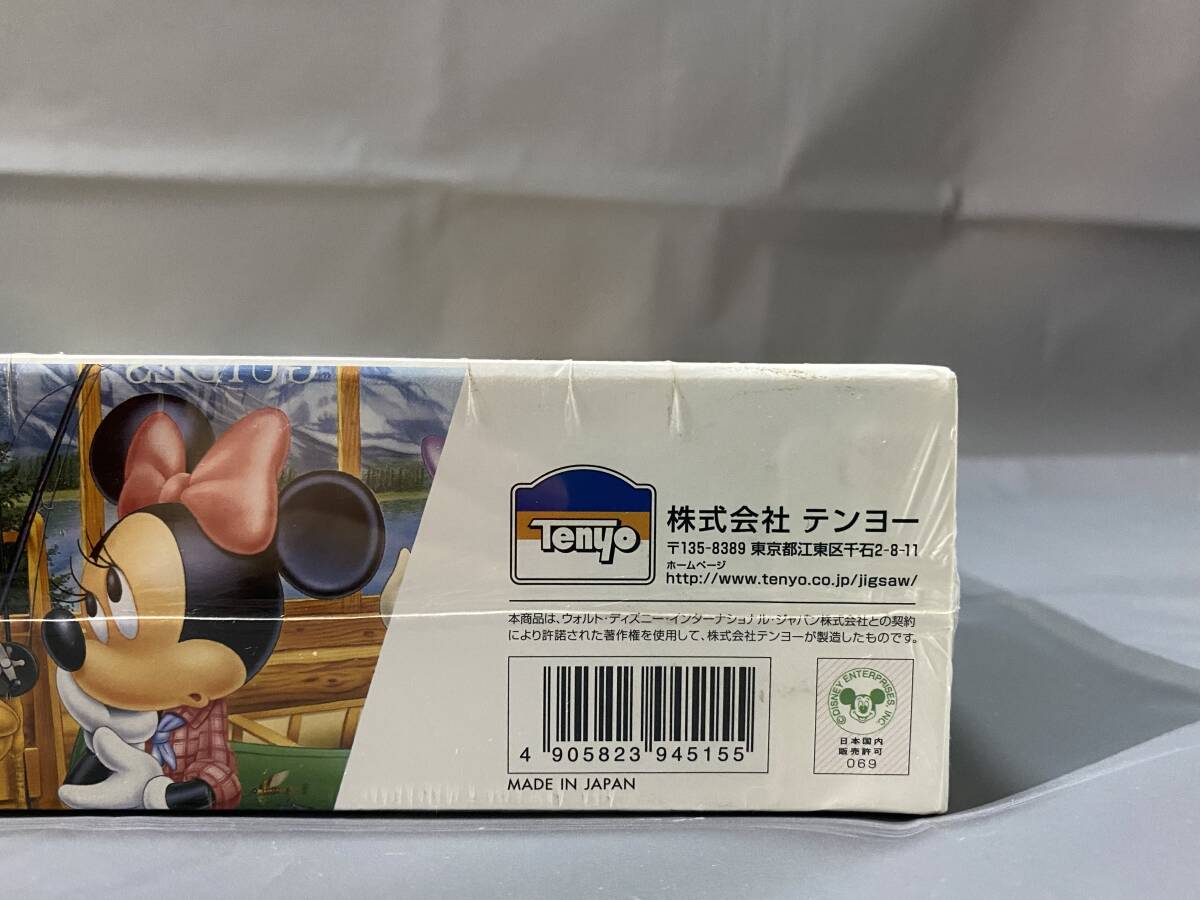 GUIDES
Tenyo
株式会社 テンヨー
〒135-8389 東京都江東区千石2-8-11
ホームページ
http://www.tenyo.co.jp/jigsaw/
本商品は、ウォルト・ディズニー・インターナショナル・ジャパン株式会社との契約
により許諾された著作権を使用して、株式会社テンヨーが製造したものです。
4 905823 945155
MADE IN JAPAN
©DISNEY ENTERPRISES, INC.
日本国内
販売許可
069